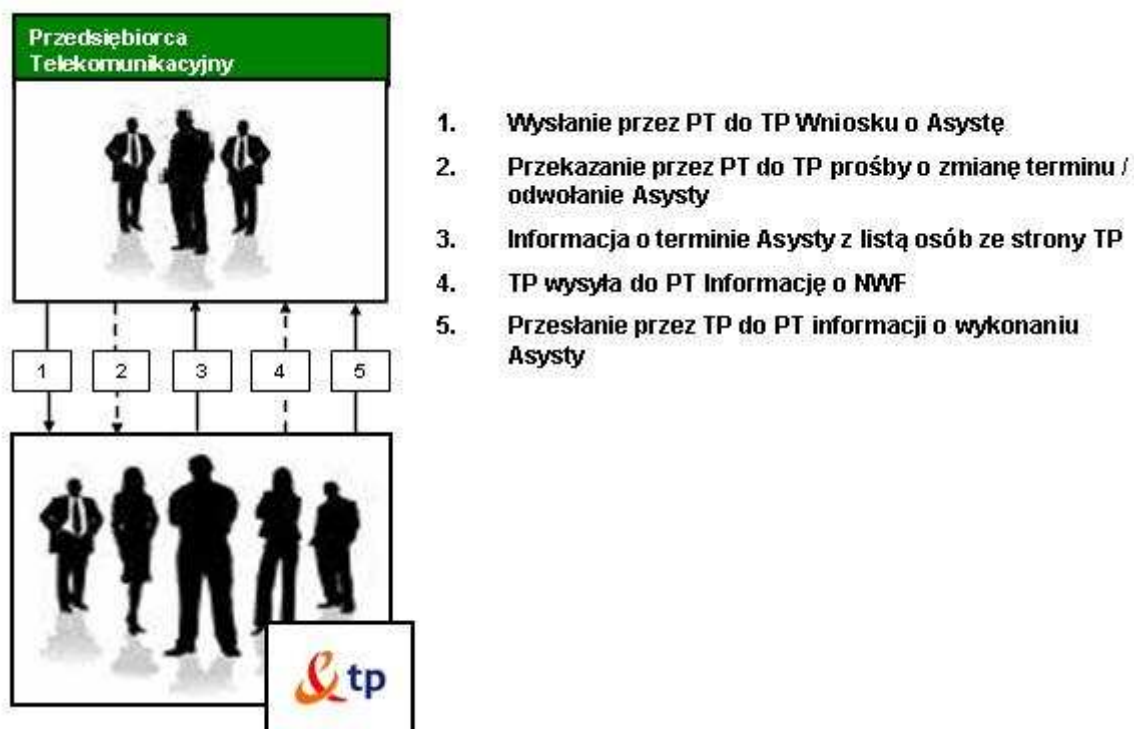 Przedsiębiorca
Telekomunikacyjny
1. Wysłanie przez PT do TP Wniosku o Asystę
2. Przekazanie przez PT do TP prośby o zmianę terminu /
odwołanie Asysty
3. Informacja o terminie Asysty z listą osób ze strony TP
4. TP wysyła do PT Informację o NWF
5. Przesłanie przez TP do PT informacji o wykonaniu
Asysty
1 2 3 4 5
tp